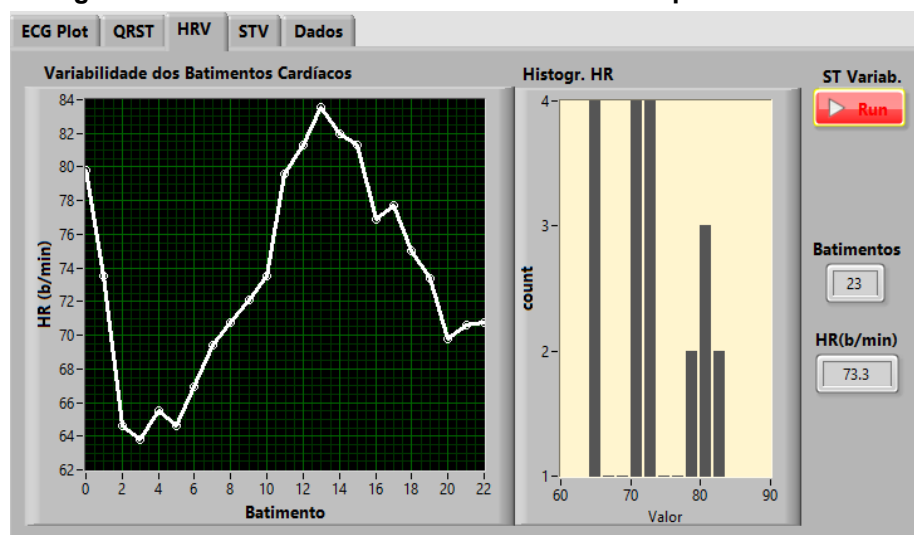 ECG Plot QRST HRV STV Dados
Variabilidade dos Batimentos Cardíacos
84
82
80
78
76
74
72
70
68
66
64
62
HR (b/min)
0 2 4 6 8 10 12 14 16 18 20 22
Batimento
Histogr. HR
4
3
2
1
count
60 70 80 90
Valor
ST Variab.
Run
Batimentos
23
HR(b/min)
73.3